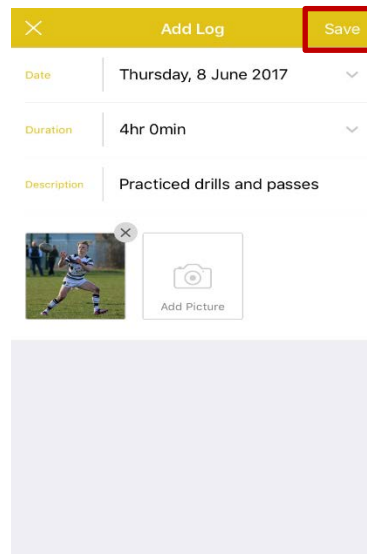 Add Log Save
Date Thursday, 8 June 2017
Duration 4hr 0min
Description Practiced drills and passes
Add Picture